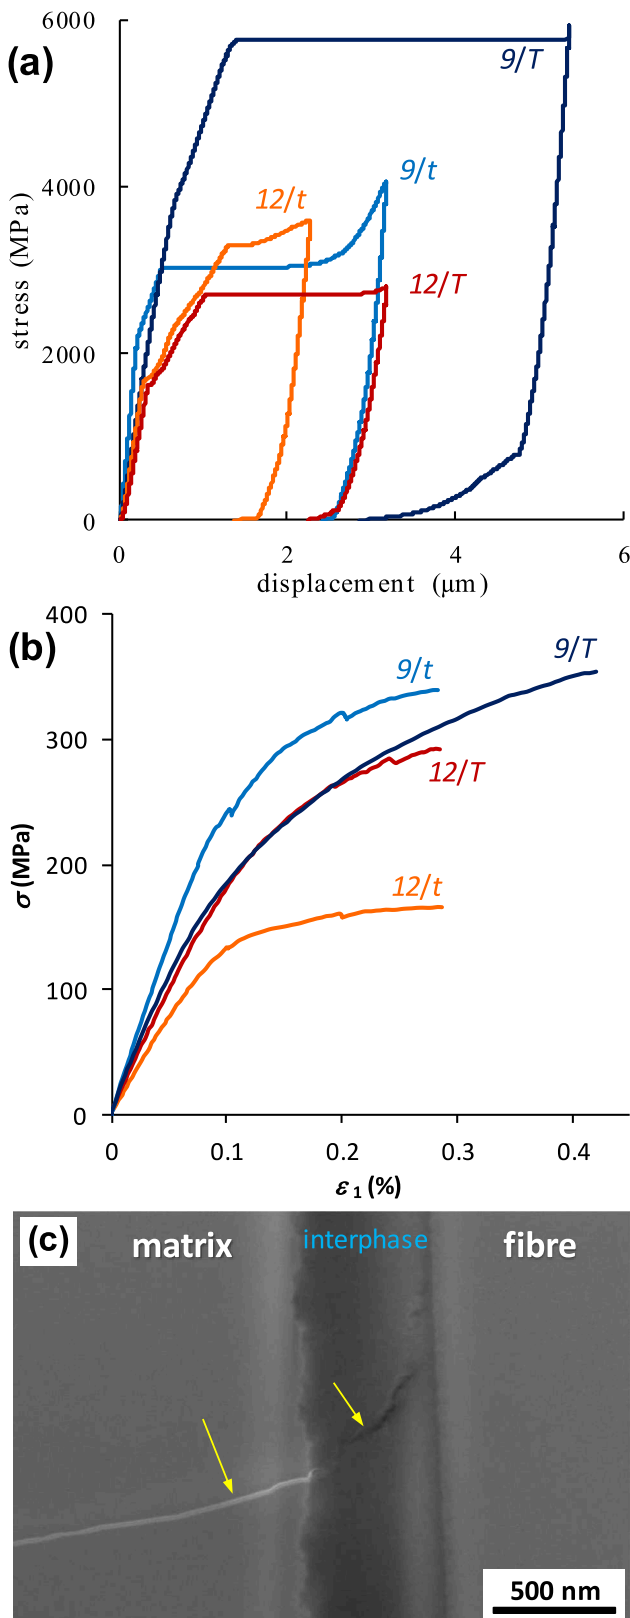 (a)
6000
9/T
9/t
4000
12/t
12/T
stress (MPa)
2000
0
0 2 4 6
displacement (μm)
(b)
400
9/T
9/t
300
12/T
σ (MPa)
200
12/t
100
0
0 0.1 0.2 0.3 0.4
ε 1 (%)
(c)
matrix interphase fibre
500 nm